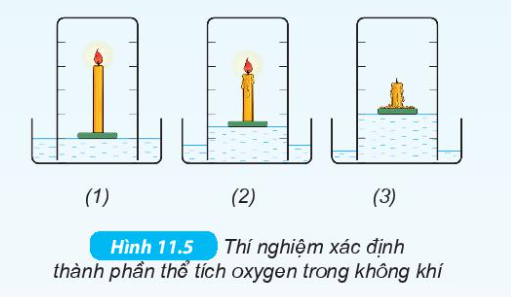 (1) (2) (3)
Hình 11.5 Thí nghiệm xác định
thành phần thể tích oxygen trong không khí